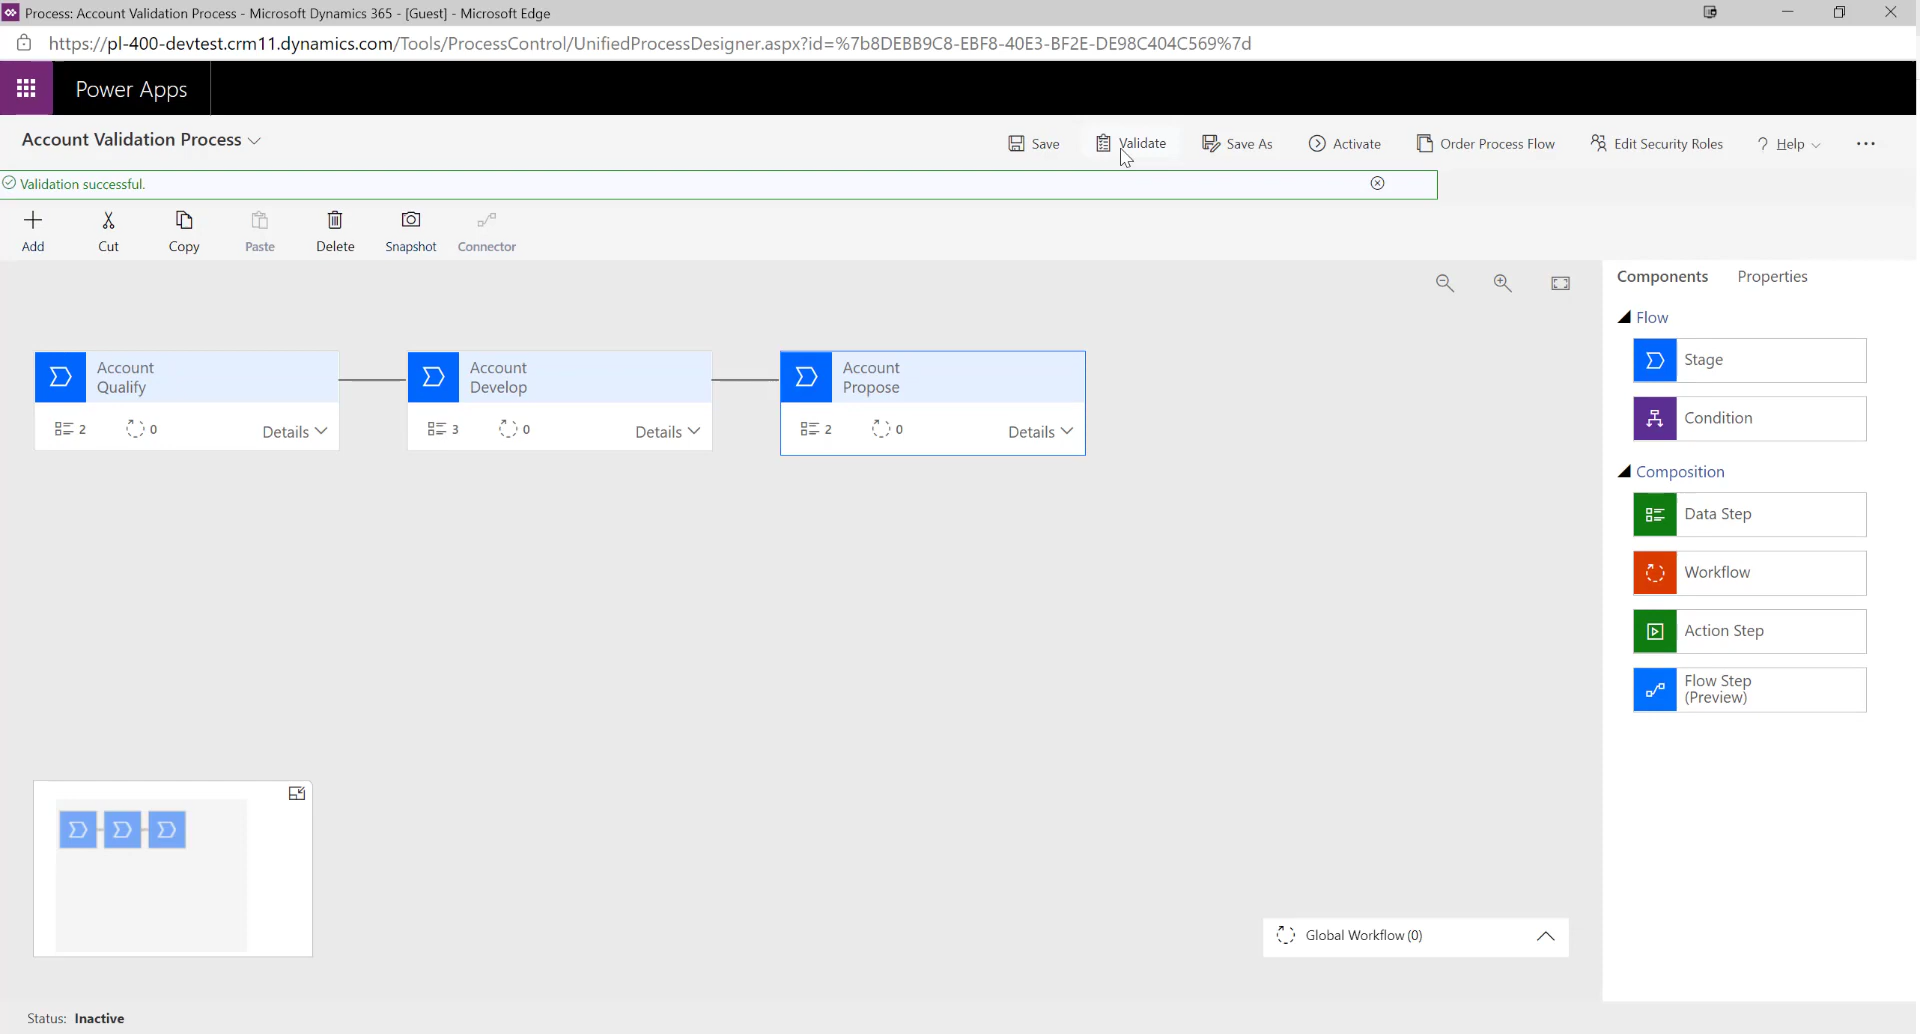 Process: Account Validation Process - Microsoft Dynamics 365 - [Guest] - Microsoft Edge
https://pl-400-devtest.crm11.dynamics.com/Tools/ProcessControl/UnifiedProcessDesigner.aspx?id=%7b8DEBB9C8-EBF8-40E3-BF2E-DE98C404C569%7d
Power Apps
Account Validation Process
Save Validate Save As Activate Order Process Flow Edit Security Roles ? Help ...
Validation successful.
Add Cut Copy Paste Delete Snapshot Connector
Components Properties
Flow
Stage
Condition
Composition
Data Step
Workflow
Action Step
Flow Step
(Preview)
Account
Qualify
2 0 Details
Account
Develop
3 0 Details
Account
Propose
2 0 Details
Global Workflow (0)
Status: Inactive